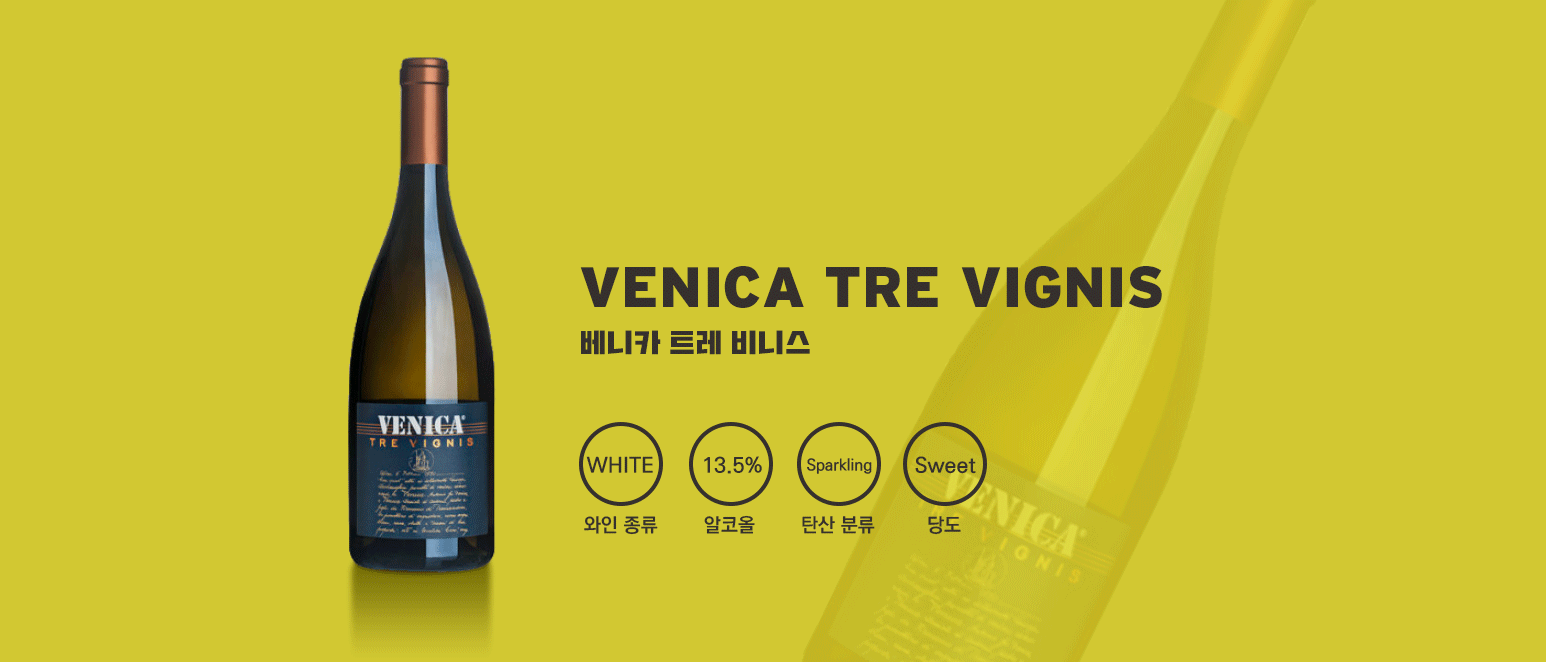 VENICA®
TRE VIGNIS
VENICA TRE VIGNIS
베니카 트레 비니스
WHITE
13.5%
Sparkling
Sweet
와인 종류
알코올
탄산 분류
당도
VENICA®
VIGNIS